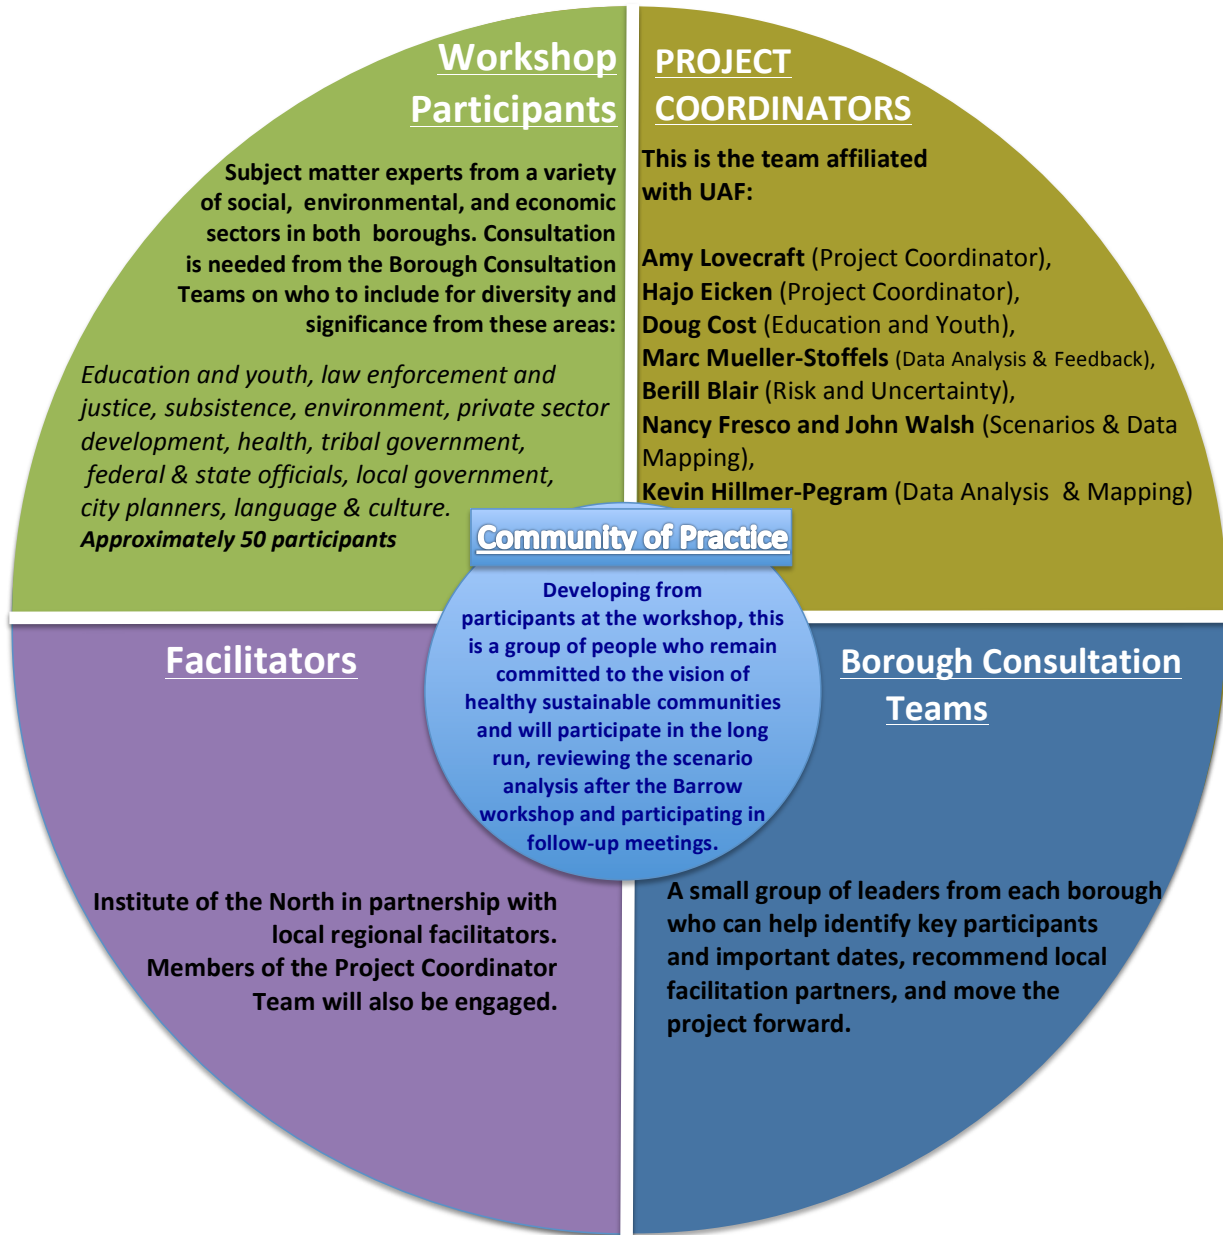 Workshop
Participants
Subject matter experts from a variety
of social, environmental, and economic
sectors in both boroughs. Consultation
is needed from the Borough Consultation
Teams on who to include for diversity and
significance from these areas:
Education and youth, law enforcement and
justice, subsistence, environment, private sector
development, health, tribal government,
federal & state officials, local government,
city planners, language & culture.
Approximately 50 participants
PROJECT
COORDINATORS
This is the team affiliated
with UAF:
Amy Lovecraft (Project Coordinator),
Hajo Eicken (Project Coordinator),
Doug Cost (Education and Youth),
Marc Mueller-Stoffels (Data Analysis & Feedback),
Berill Blair (Risk and Uncertainty),
Nancy Fresco and John Walsh (Scenarios & Data
Mapping),
Kevin Hillmer-Pegram (Data Analysis & Mapping)
Community of Practice
Developing from
participants at the workshop, this
is a group of people who remain
committed to the vision of
healthy sustainable communities
and will participate in the long
run, reviewing the scenario
analysis after the Barrow
workshop and participating in
follow-up meetings.
Facilitators
Institute of the North in partnership with
local regional facilitators.
Members of the Project Coordinator
Team will also be engaged.
Borough Consultation
Teams
A small group of leaders from each borough
who can help identify key participants
and important dates, recommend local
facilitation partners, and move the
project forward.